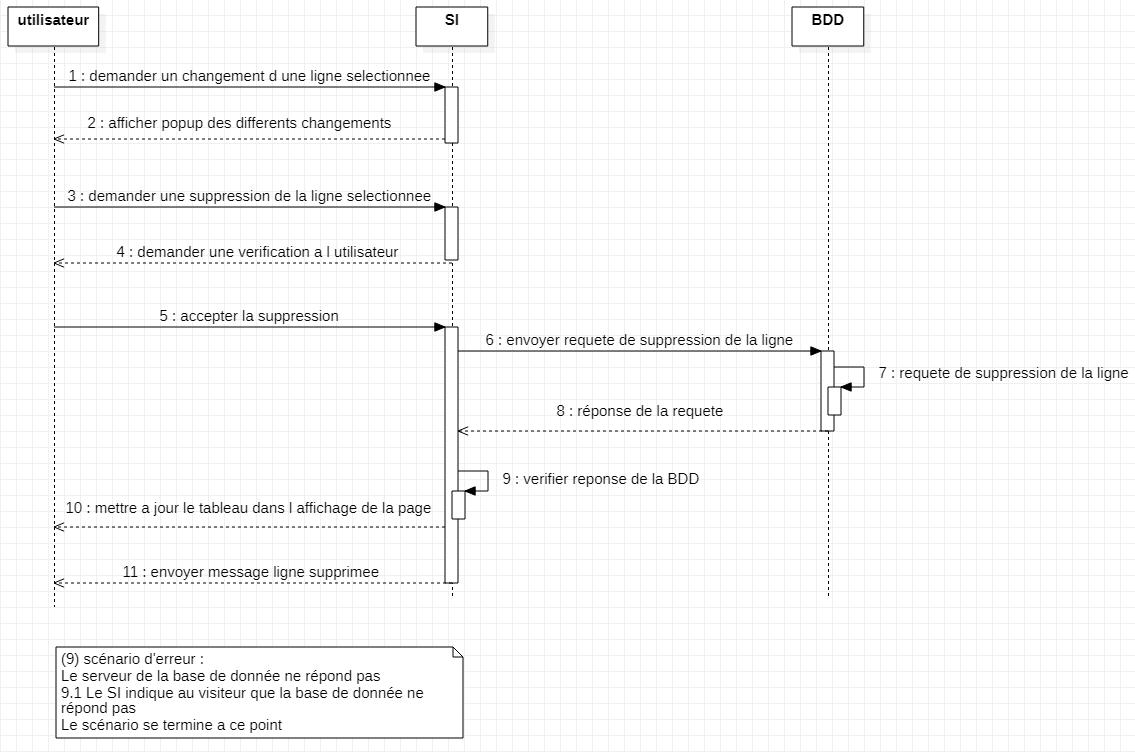 utilisateur
SI
BDD
1 : demander un changement d une ligne selectionnee
2 : afficher popup des differents changements
3 : demander une suppression de la ligne selectionnee
4 : demander une verification a l utilisateur
5 : accepter la suppression
6 : envoyer requete de suppression de la ligne
7 : requete de suppression de la ligne
8 : réponse de la requete
9 : verifier reponse de la BDD
10 : mettre a jour le tableau dans l affichage de la page
11 : envoyer message ligne supprimee
(9) scénario d'erreur :
Le serveur de la base de donnée ne répond pas
9.1 Le SI indique au visiteur que la base de donnée ne
répond pas
Le scénario se termine a ce point